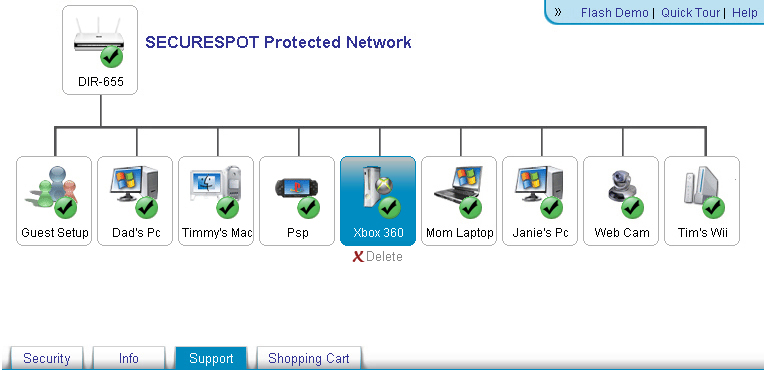 » Flash Demo | Quick Tour | Help
SECURESPOT Protected Network
DIR-655
Guest Setup Dad's Pc Timmy's Mac Psp Xbox 360 Mom Laptop Janie's Pc Web Cam Tim's Wii
X Delete
Security Info Support Shopping Cart